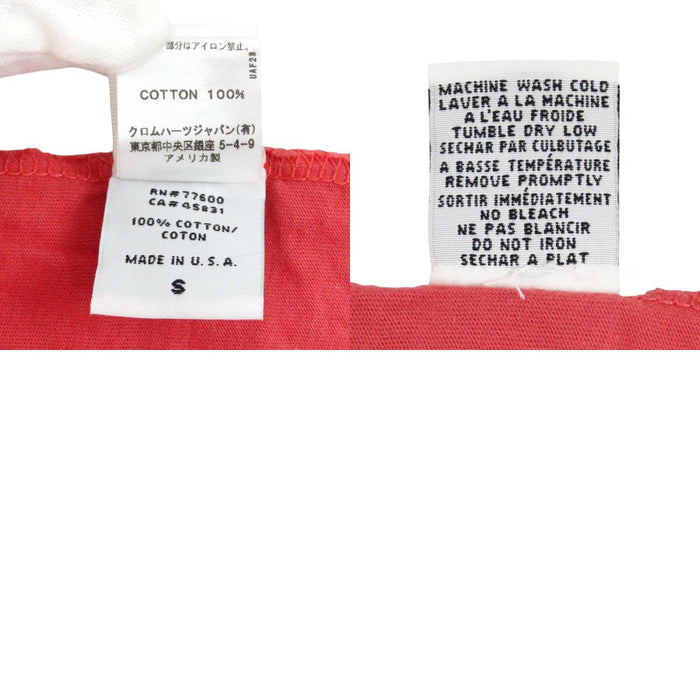 部分はアイロン禁止。
UAF28
COTTON 100%
クロムハーツジャパン(有)
東京都中央区銀座 5-4-9
アメリカ製
RN#77600
CA#45831
100% COTTON/
COTON
MADE IN U.S.A.
S
MACHINE WASH COLD
LAVER A LA MACHINE
A L'EAU FROIDE
TUMBLE DRY LOW
SECHAR PAR CULBUTAGE
A BASSE TEMPÉRATURE
REMOVE PROMPTLY
SORTIR IMMÉDIATEMENT
NO BLEACH
NE PAS BLANCIR
DO NOT IRON
SECHAR A PLAT